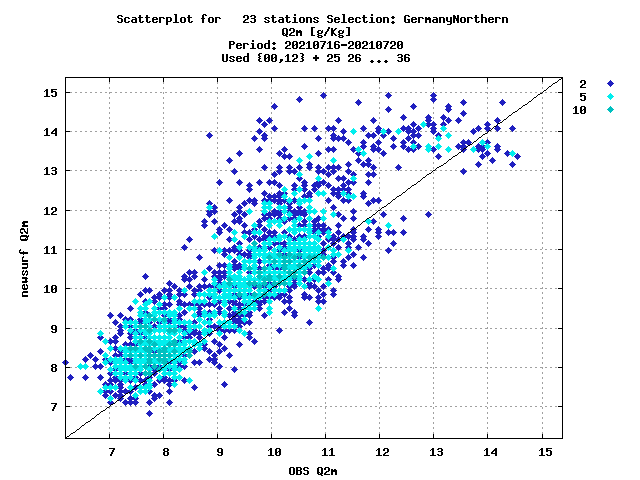 Scatterplot for 23 stations Selection: GermanyNorthern
Q2m [g/Kg]
Period: 20210716-20210720
Used {00,12} + 25 26 ... 36
2
5
10
15
14
13
12
11
10
9
8
7
newsurf Q2m
7 8 9 10 11 12 13 14 15
OBS Q2m